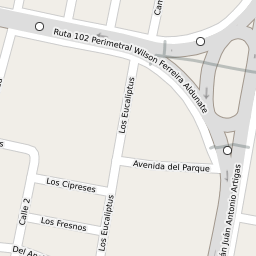 Ruta 102 Perimetral Wilson Ferreira Aldunate
Los Eucaliptus
Avenida del Parque
Los Cipreses
Calle 2
Los Fresnos
Los Eucaliptus
Juán Antonio Artigas